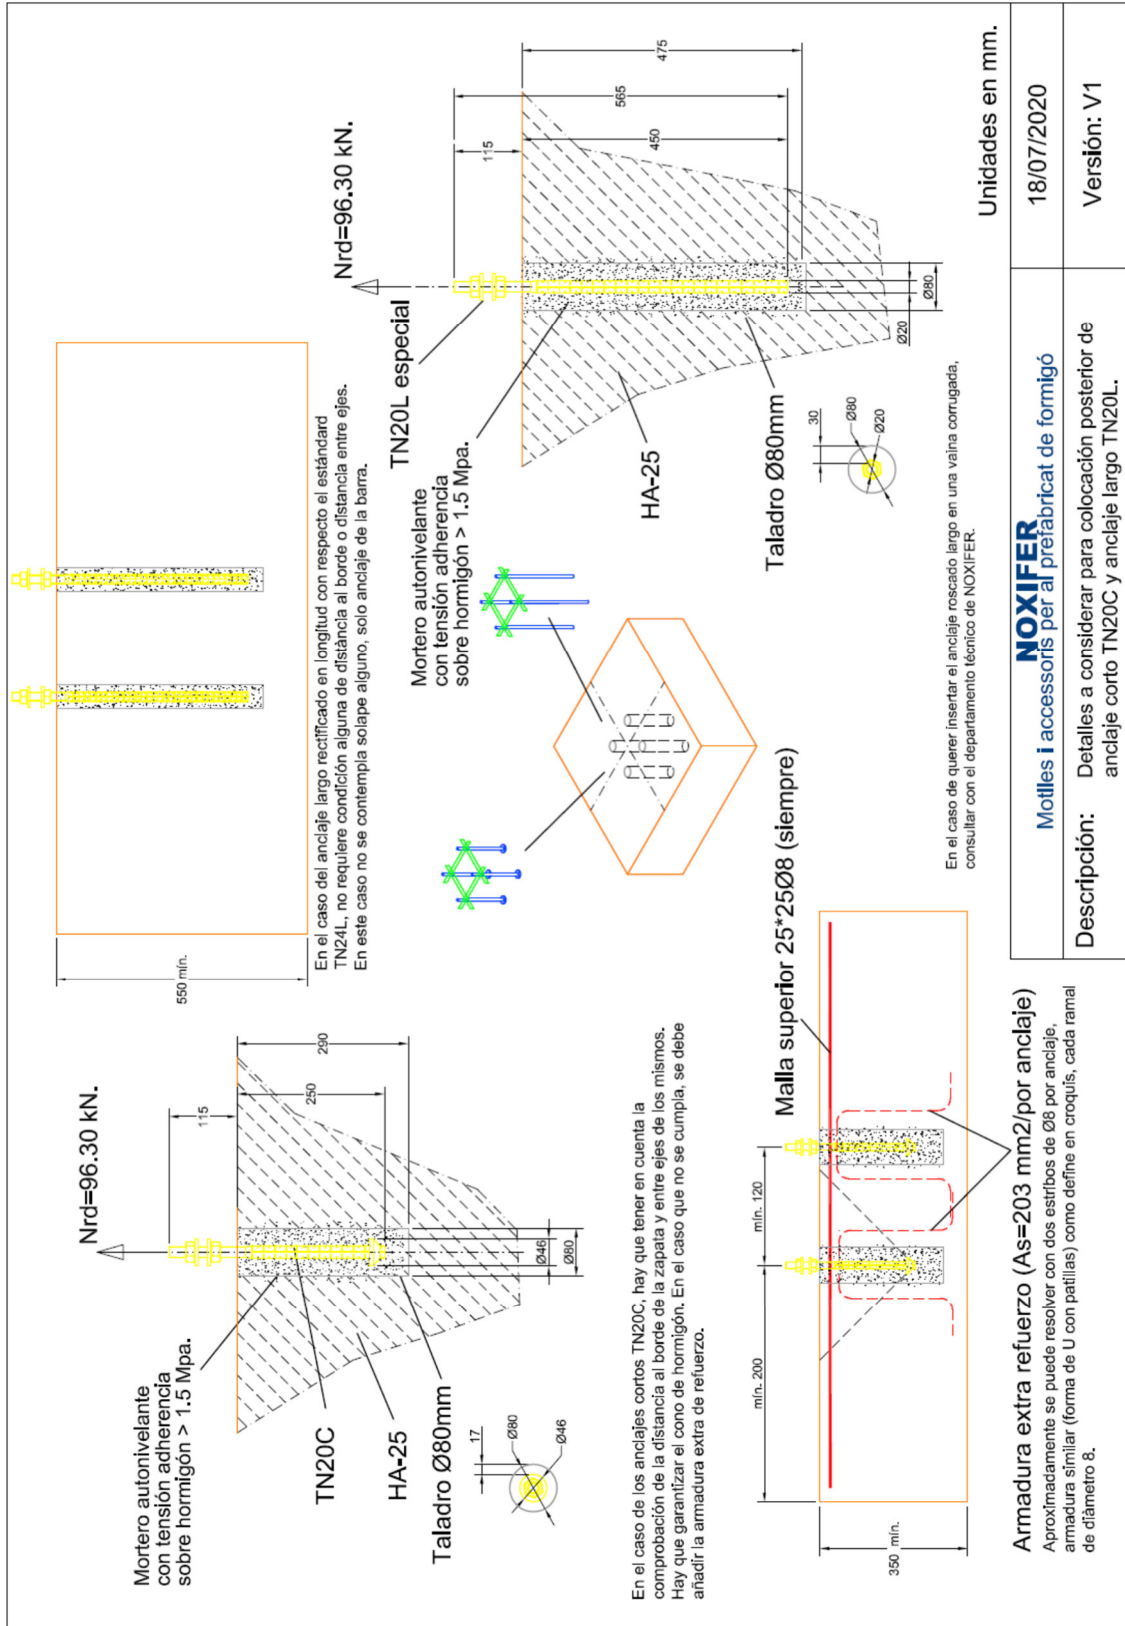 Nrd=96.30 kN.
Mortero autonivelante
con tensión adherencia
sobre hormigón > 1.5 Mpa.
TN20C
HA-25
Taladro Ø80mm
115
250
290
Ø46
Ø80
17
Ø80
Ø46
550 mín.
En el caso del anclaje largo rectificado en longitud con respecto el estándard
TN24L, no requiere condición alguna de distáncia al borde o distancia entre ejes.
En este caso no se contempla solape alguno, solo anclaje de la barra.
Nrd=96.30 kN.
TN20L especial
Mortero autonivelante
con tensión adherencia
sobre hormigón > 1.5 Mpa.
HA-25
Taladro Ø80mm
115
450
565
475
Ø20
Ø80
30
Ø80
Ø20
En el caso de los anclajes cortos TN20C, hay que tener en cuenta la
comprobación de la distancia al borde de la zapata y entre ejes de los mismos.
Hay que garantizar el cono de hormigón. En el caso que no se cumpla, se debe
añadir la armadura extra de refuerzo.
Malla superior 25*25Ø8 (siempre)
mín. 200
mín. 120
350 mín.
Armadura extra refuerzo (As=203 mm2/por anclaje)
Aproximadamente se puede resolver con dos estribos de Ø8 por anclaje,
armadura similar (forma de U con patillas) como define en croquis, cada ramal
de diàmetro 8.
En el caso de querer insertar el anclaje roscado largo en una vaina corrugada,
consultar con el departamento técnico de NOXIFER.
Unidades en mm.
NOXIFER
Motlles i accessoris per al prefabricat de formigó
18/07/2020
Descripción: Detalles a considerar para colocación posterior de
anclaje corto TN20C y anclaje largo TN20L.
Versión: V1